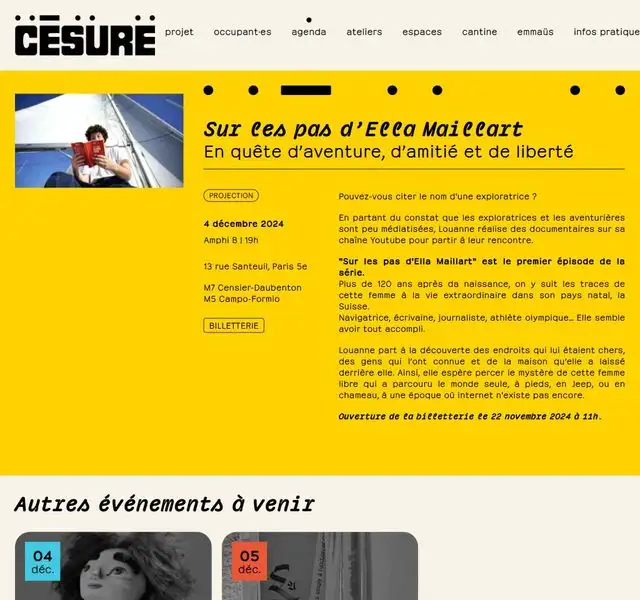 CÉSURE
projet
occupant·es
agenda
ateliers
espaces
cantine
emmaüs
infos pratique
Sur les pas d'Ella Maillart
En quête d'aventure, d'amitié et de liberté
PROJECTION
4 décembre 2024
Amphi B | 19h
13 rue Santeuil, Paris 5e
M7 Censier-Daubenton
M5 Campo-Formio
BILLETTERIE
Pouvez-vous citer le nom d'une exploratrice ?
En partant du constat que les exploratrices et les aventurières
sont peu médiatisées, Louanne réalise des documentaires sur sa
chaîne Youtube pour partir à leur rencontre.
"Sur les pas d'Ella Maillart" est le premier épisode de la
série.
Plus de 120 ans après da naissance, on y suit les traces de
cette femme à la vie extraordinaire dans son pays natal, la
Suisse.
Navigatrice, écrivaine, journaliste, athlète olympique... Elle semble
avoir tout accompli.
Louanne part à la découverte des endroits qui lui étaient chers,
des gens qui l'ont connue et de la maison qu'elle a laissé
derrière elle. Ainsi, elle espère percer le mystère de cette femme
libre qui a parcouru le monde seule, à pieds, en Jeep, ou en
chameau, à une époque où internet n'existe pas encore.
Ouverture de la billetterie le 22 novembre 2024 à 11h.
Autres événements à venir
04
déc.
05
déc.